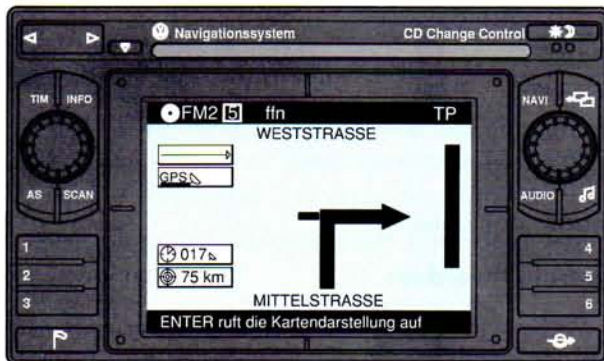 Navigationssystem CD Change Control
TIM INFO
NAVI
FM2 5 ffn TP
WESTSTRASSE
GPS
AS SCAN
AUDIO
017
75 km
1
2
3
4
5
6
MITTELSTRASSE
ENTER ruft die Kartendarstellung auf